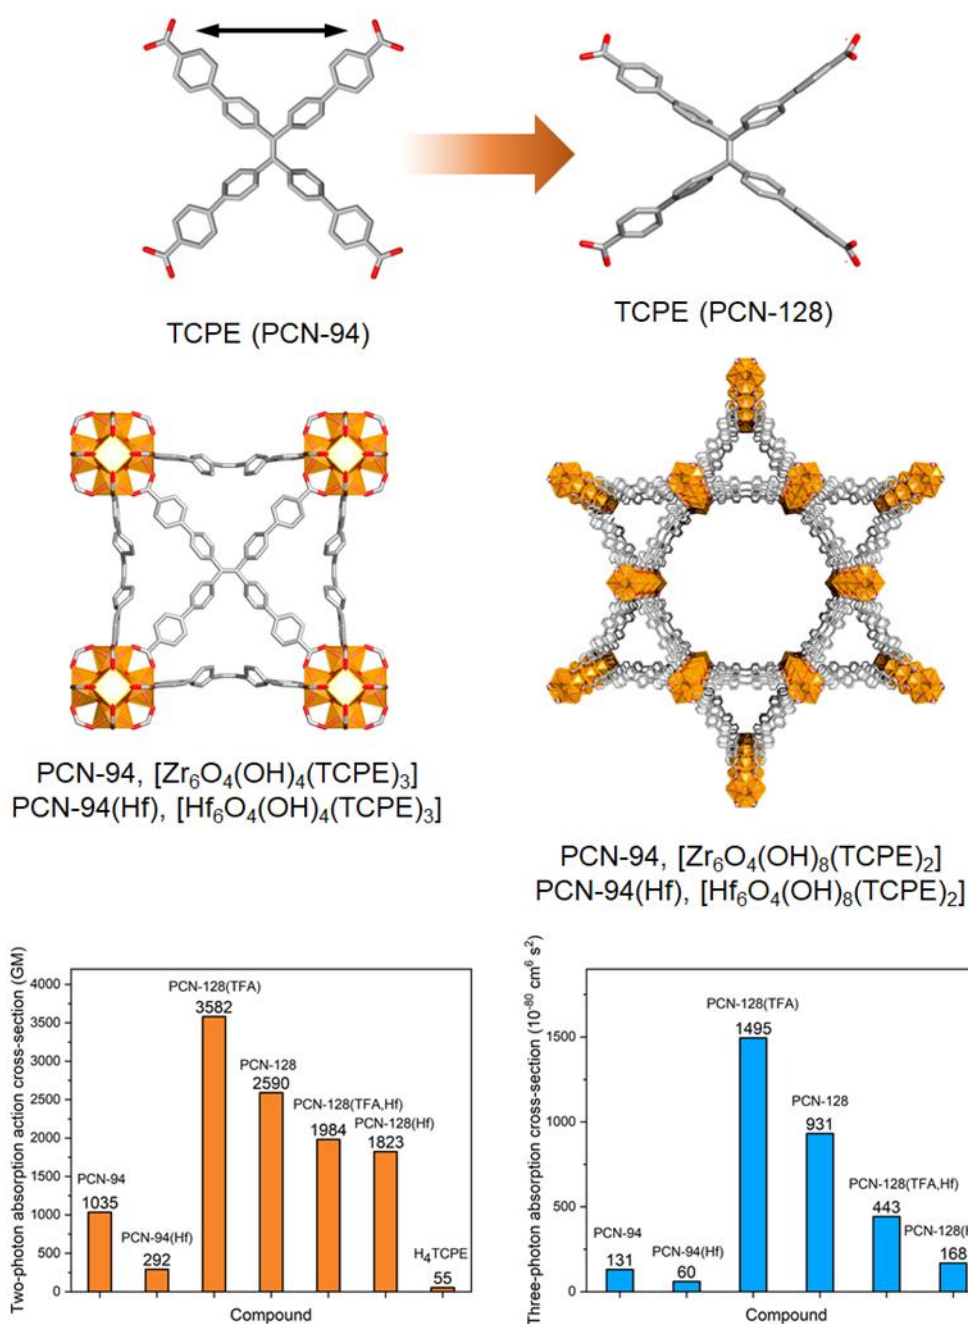 TCPE (PCN-94)
TCPE (PCN-128)
PCN-94, [Zr₆O₄(OH)₄(TCPE)₃]
PCN-94(Hf), [Hf₆O₄(OH)₄(TCPE)₃]
PCN-94, [Zr₆O₄(OH)₈(TCPE)₂]
PCN-94(Hf), [Hf₆O₄(OH)₈(TCPE)₂]
Two-photon absorption action cross-section (GM)
4000
3500
3000
2500
2000
1500
1000
500
0
PCN-94
1035
PCN-94(Hf)
292
PCN-128(TFA)
3582
PCN-128
2590
PCN-128(TFA,Hf)
1984
PCN-128(Hf)
1823
H₄TCPE
55
Compound
Three-photon absorption cross-section (10⁻⁸⁰ cm⁶ s²)
1500
1000
500
0
PCN-94
131
PCN-94(Hf)
60
PCN-128(TFA)
1495
PCN-128
931
PCN-128(TFA,Hf)
443
PCN-128(H
168
Compound